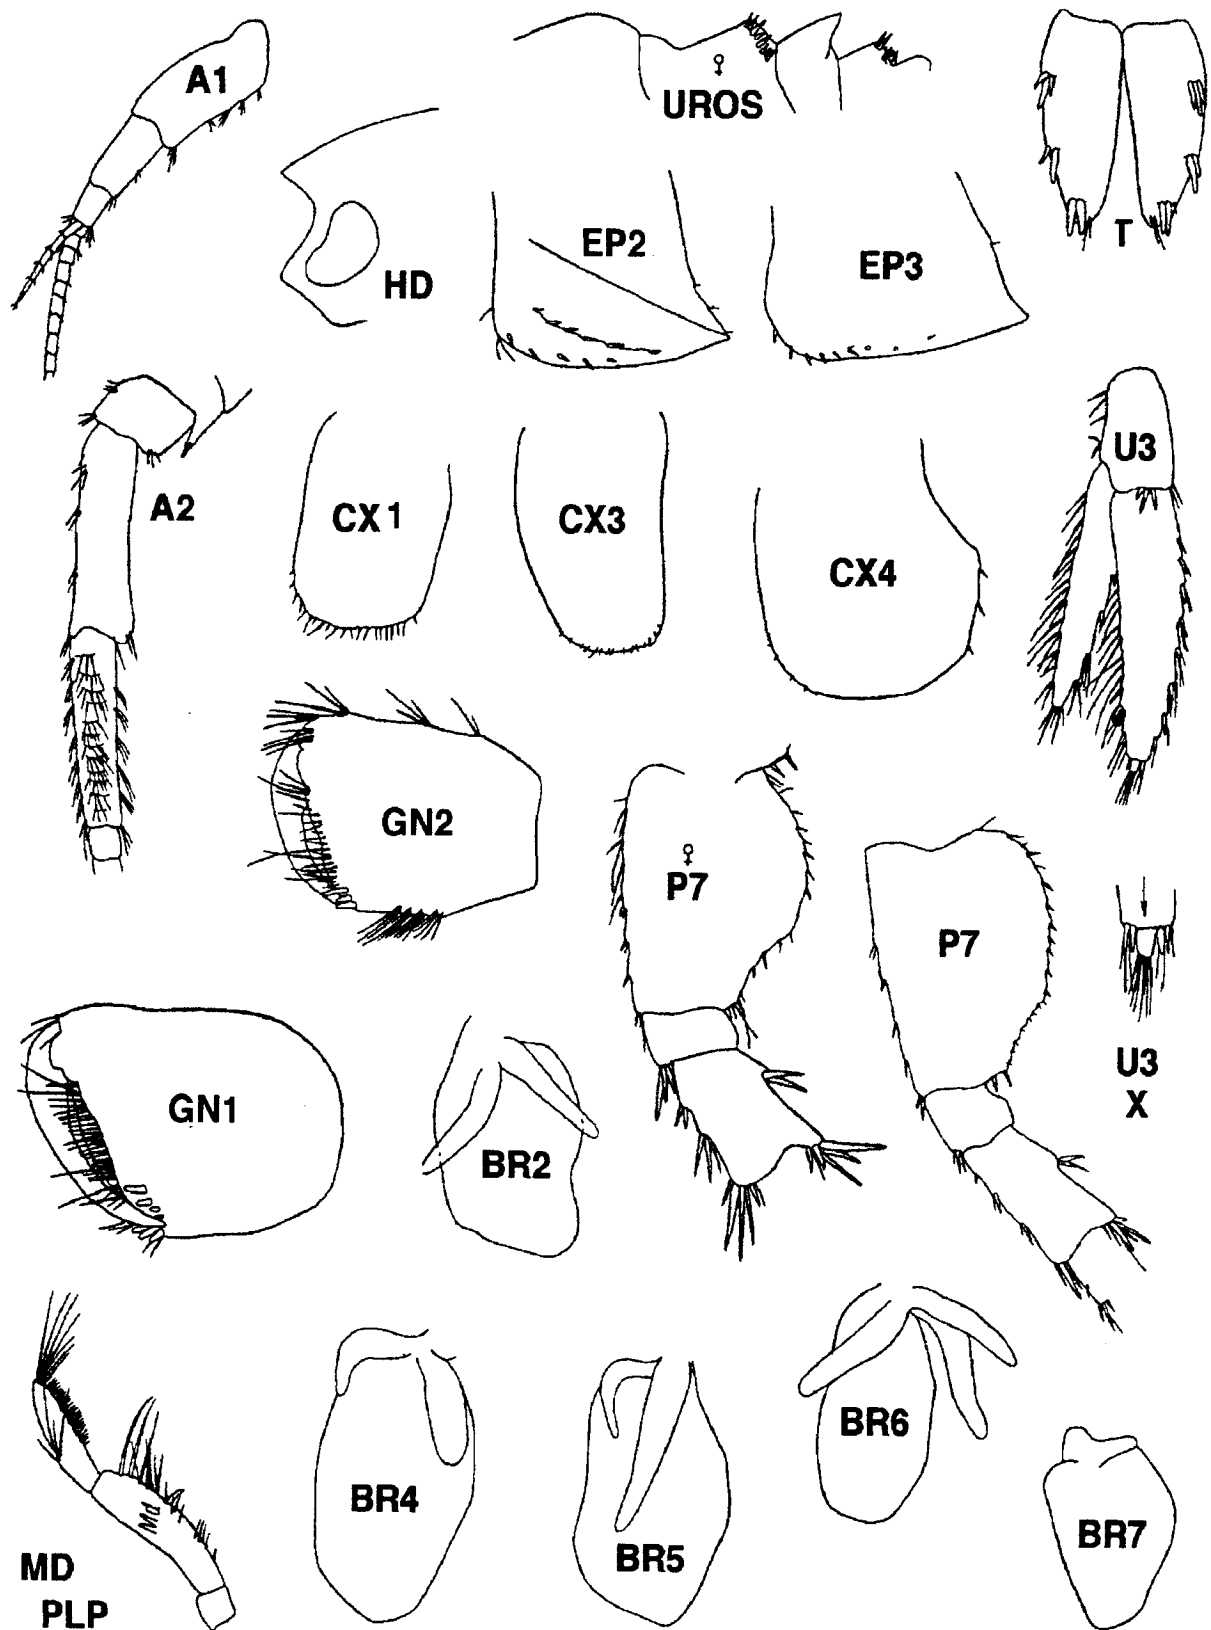 A1
♀
UROS
T
HD
EP2
EP3
A2
CX1
CX3
CX4
U3
GN2
♀
P7
P7
U3
X
GN1
BR2
BR4
BR5
BR6
BR7
Md
MD
PLP